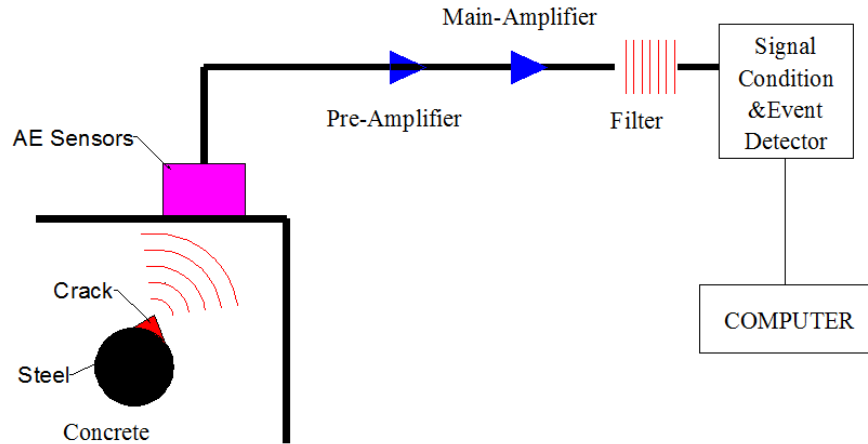 Main-Amplifier
Signal
Condition
&Event
Detector
Pre-Amplifier
Filter
AE Sensors
Crack
COMPUTER
Steel
Concrete